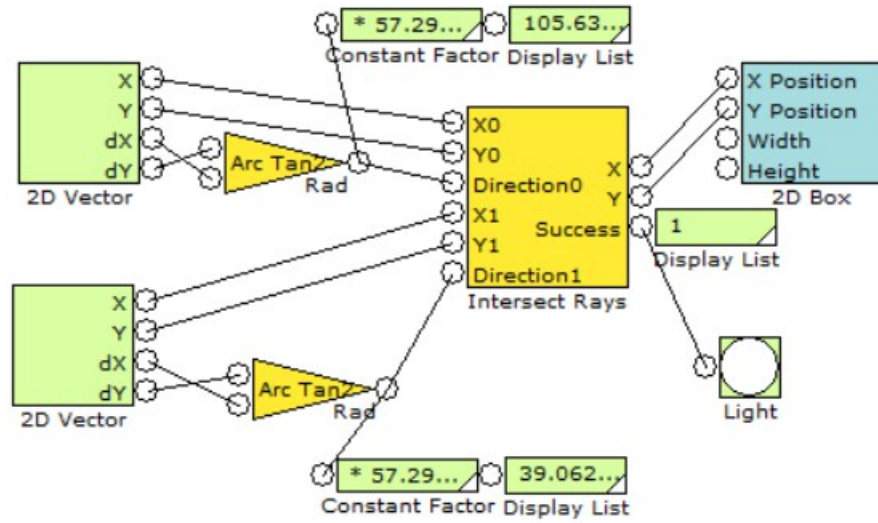 * 57.29...
105.63...
Constant Factor
Display List
X
Y
dX
dY
2D Vector
Arc Tan2
Rad
X0
Y0
Direction0
X1
Y1
Direction1
X
Y
Success
Intersect Rays
X Position
Y Position
Width
Height
2D Box
1
Display List
X
Y
dX
dY
2D Vector
Arc Tan2
Rad
Light
* 57.29...
39.062...
Constant Factor
Display List